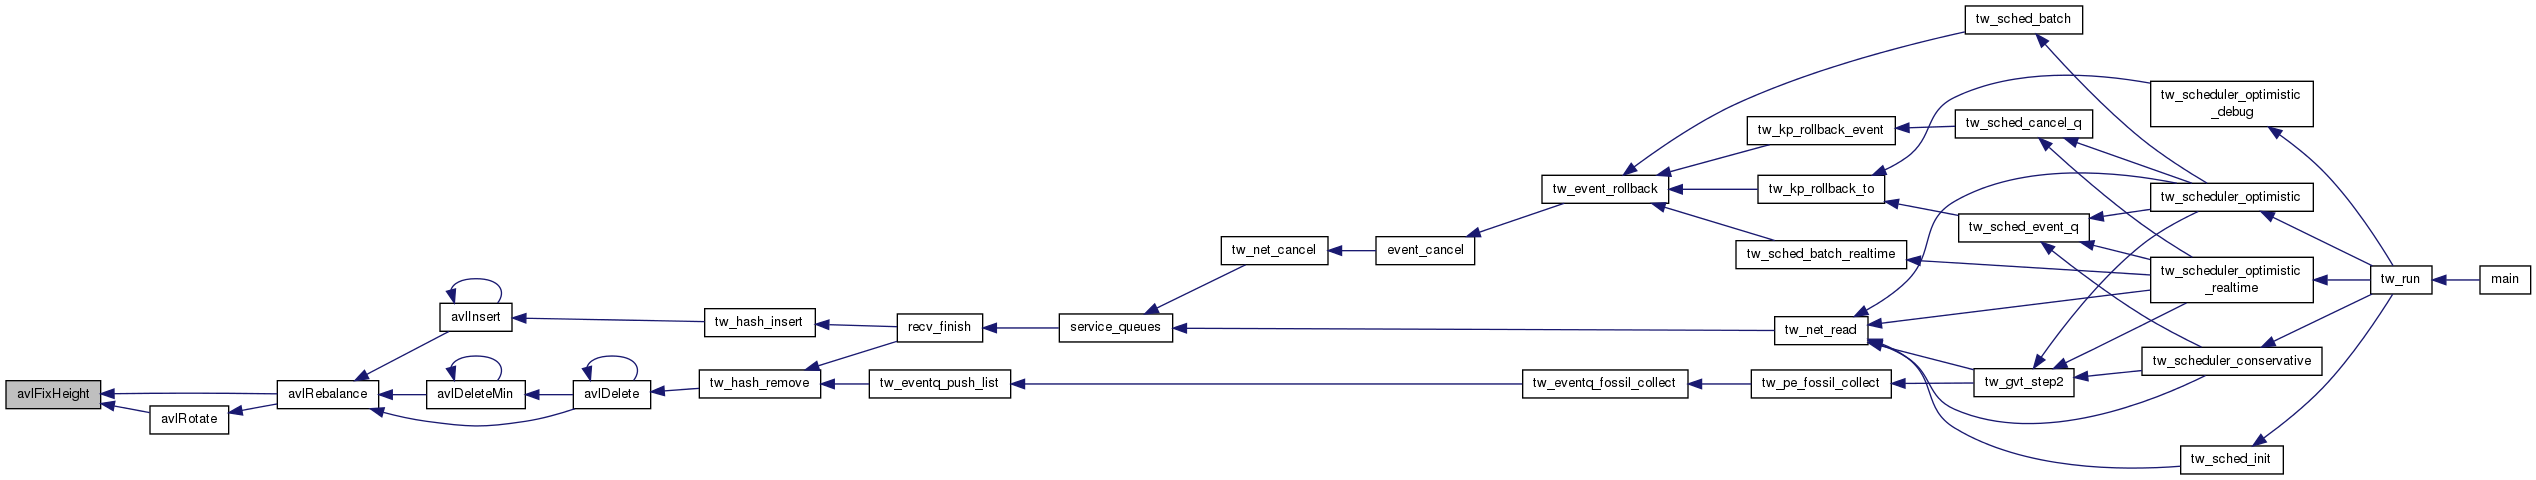 tw_sched_batch
tw_scheduler_optimistic
_debug
tw_kp_rollback_event
tw_sched_cancel_q
tw_event_rollback
tw_kp_rollback_to
tw_scheduler_optimistic
tw_sched_event_q
tw_net_cancel
event_cancel
tw_sched_batch_realtime
tw_scheduler_optimistic
_realtime
tw_run
main
avlInsert
tw_hash_insert
recv_finish
service_queues
tw_net_read
tw_scheduler_conservative
avlFixHeight
avlRebalance
avlDeleteMin
avlDelete
tw_hash_remove
tw_eventq_push_list
tw_eventq_fossil_collect
tw_pe_fossil_collect
tw_gvt_step2
avlRotate
tw_sched_init